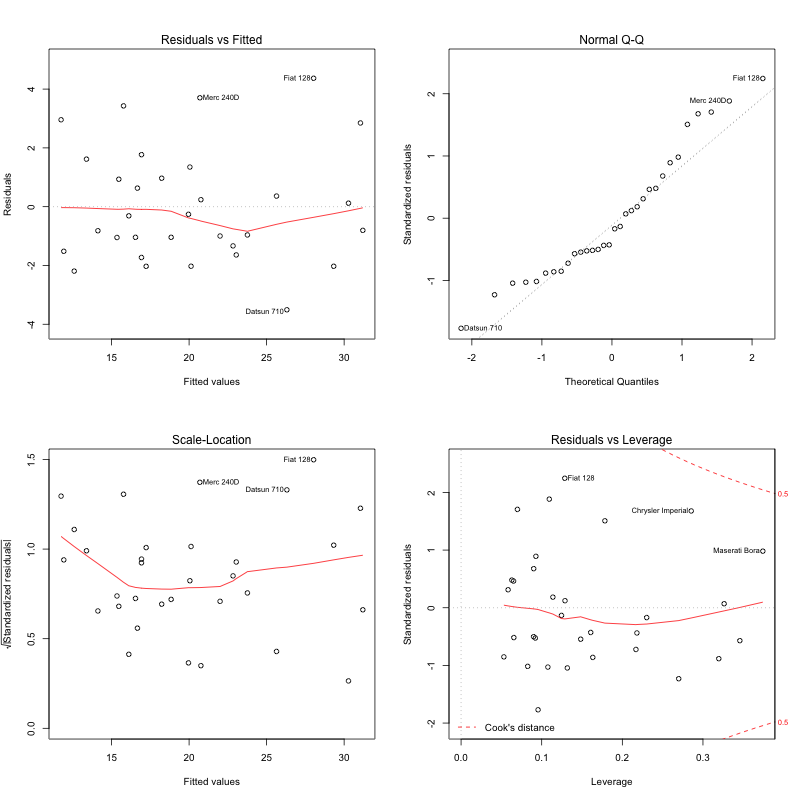 Residuals vs Fitted
Residuals
4
2
0
-2
-4
Fiat 128
Merc 240D
Datsun 710
15 20 25 30
Fitted values
Normal Q-Q
Standardized residuals
2
1
0
-1
Fiat 128
Merc 240D
Datsun 710
-2 -1 0 1 2
Theoretical Quantiles
Scale-Location
√|Standardized residuals|
1.5
1.0
0.5
0.0
Fiat 128
Merc 240D
Datsun 710
15 20 25 30
Fitted values
Residuals vs Leverage
Standardized residuals
2
1
0
-1
-2
Fiat 128
0.5
Chrysler Imperial
Maserati Bora
0.5
Cook's distance
0.0 0.1 0.2 0.3
Leverage